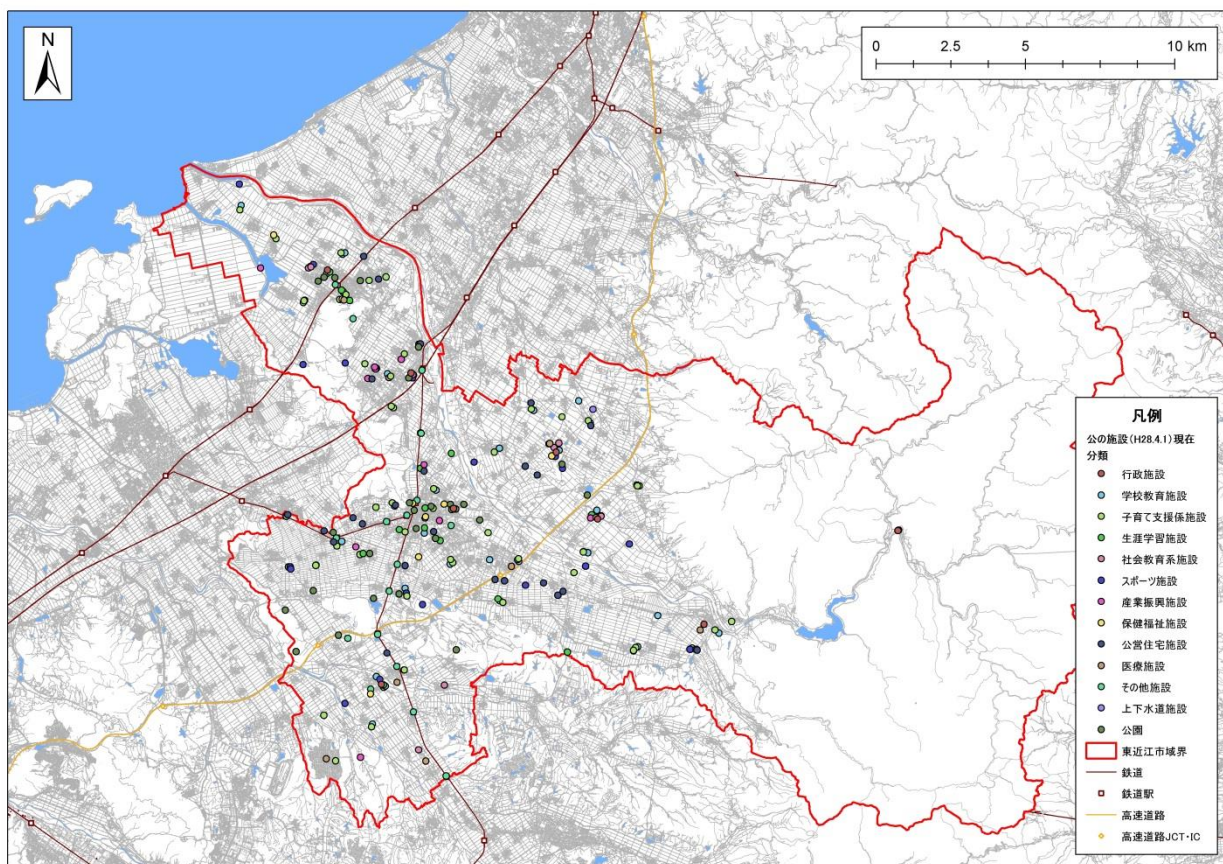 N
0 2.5 5 10 km
凡例
公の施設(H28.4.1)現在
分類
行政施設
学校教育施設
子育て支援係施設
生涯学習施設
社会教育系施設
スポーツ施設
産業振興施設
保健福祉施設
公営住宅施設
医療施設
その他施設
上下水道施設
公園
東近江市域界
鉄道
鉄道駅
高速道路
高速道路JCT・IC